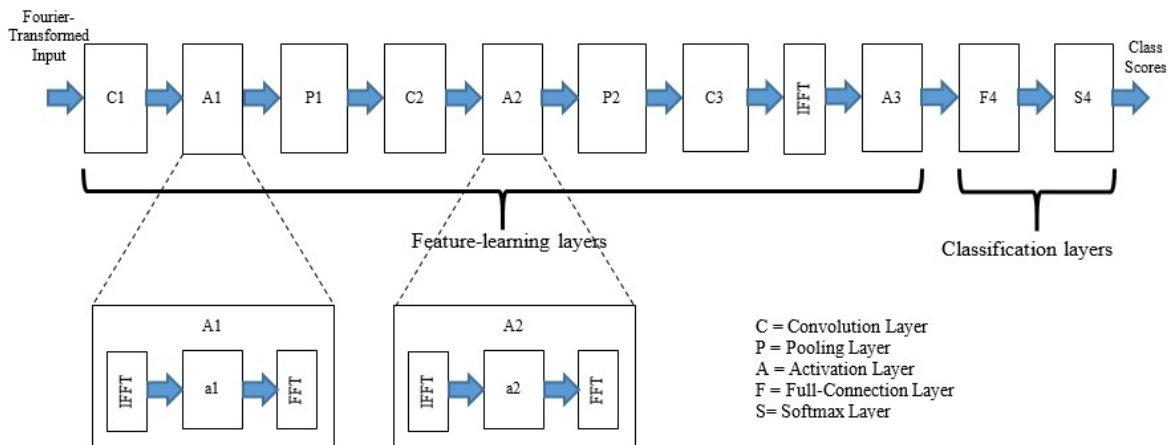 Fourier-
Transformed
Input
C1
A1
P1
C2
A2
P2
C3
IFFT
A3
F4
S4
Class
Scores
Feature-learning layers
Classification layers
A1
IFFT
a1
FFT
A2
IFFT
a2
FFT
C = Convolution Layer
P = Pooling Layer
A = Activation Layer
F = Full-Connection Layer
S= Softmax Layer